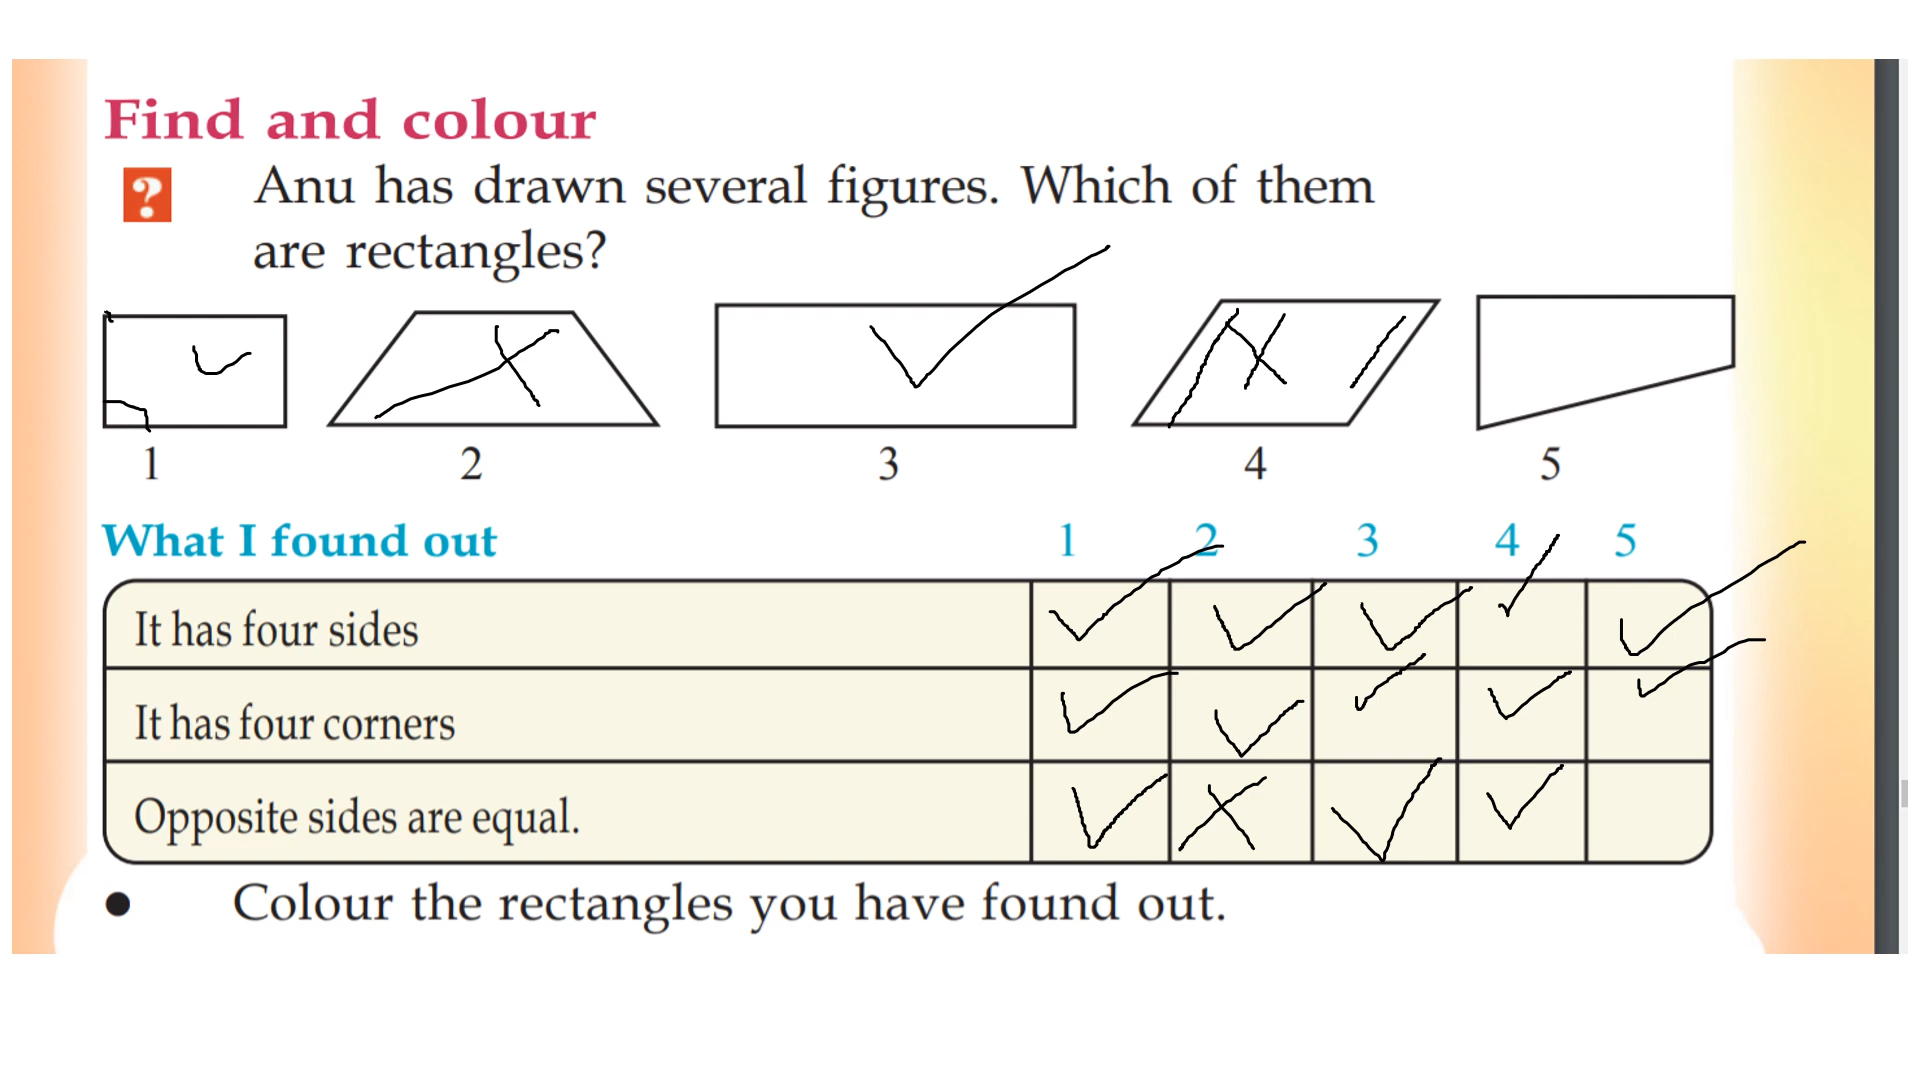 Find and colour
? Anu has drawn several figures. Which of them
are rectangles?
1 2 3 4 5
What I found out 1 2 3 4 5
It has four sides ✓ ✓ ✓ ✓ ✓
It has four corners ✓ ✓ ✓ ✓ ✓
Opposite sides are equal. ✓ ✗ ✓ ✓
● Colour the rectangles you have found out.